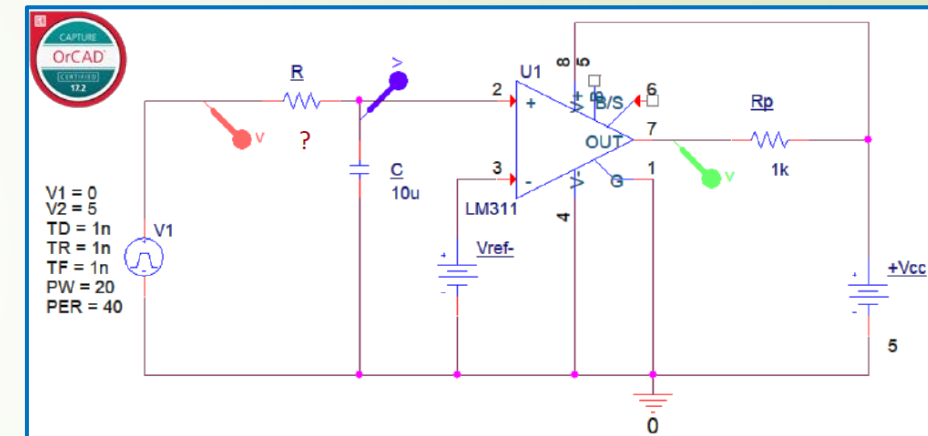 CAPTURE
OrCAD
CERTIFIED
17.2
R
?
V
V
C
10u
V1 = 0
V2 = 5
TD = 1n
TR = 1n
TF = 1n
PW = 20
PER = 40
V1
U1
2
+
3
-
LM311
8
5
V+
B
B/S
6
7
OUT
V-
G
1
4
Vref-
V
Rp
1k
+Vcc
5
0